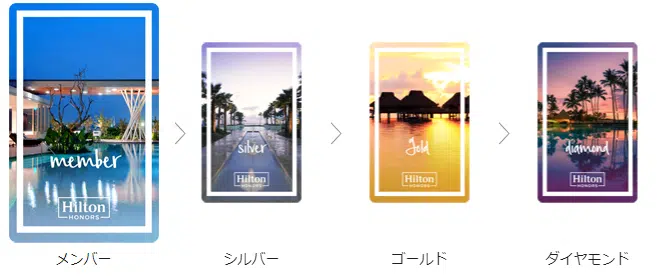 member
Hilton
HONORS
silver
Hilton
HONORS
Gold
Hilton
HONORS
diamond
Hilton
HONORS
メンバー
シルバー
ゴールド
ダイヤモンド